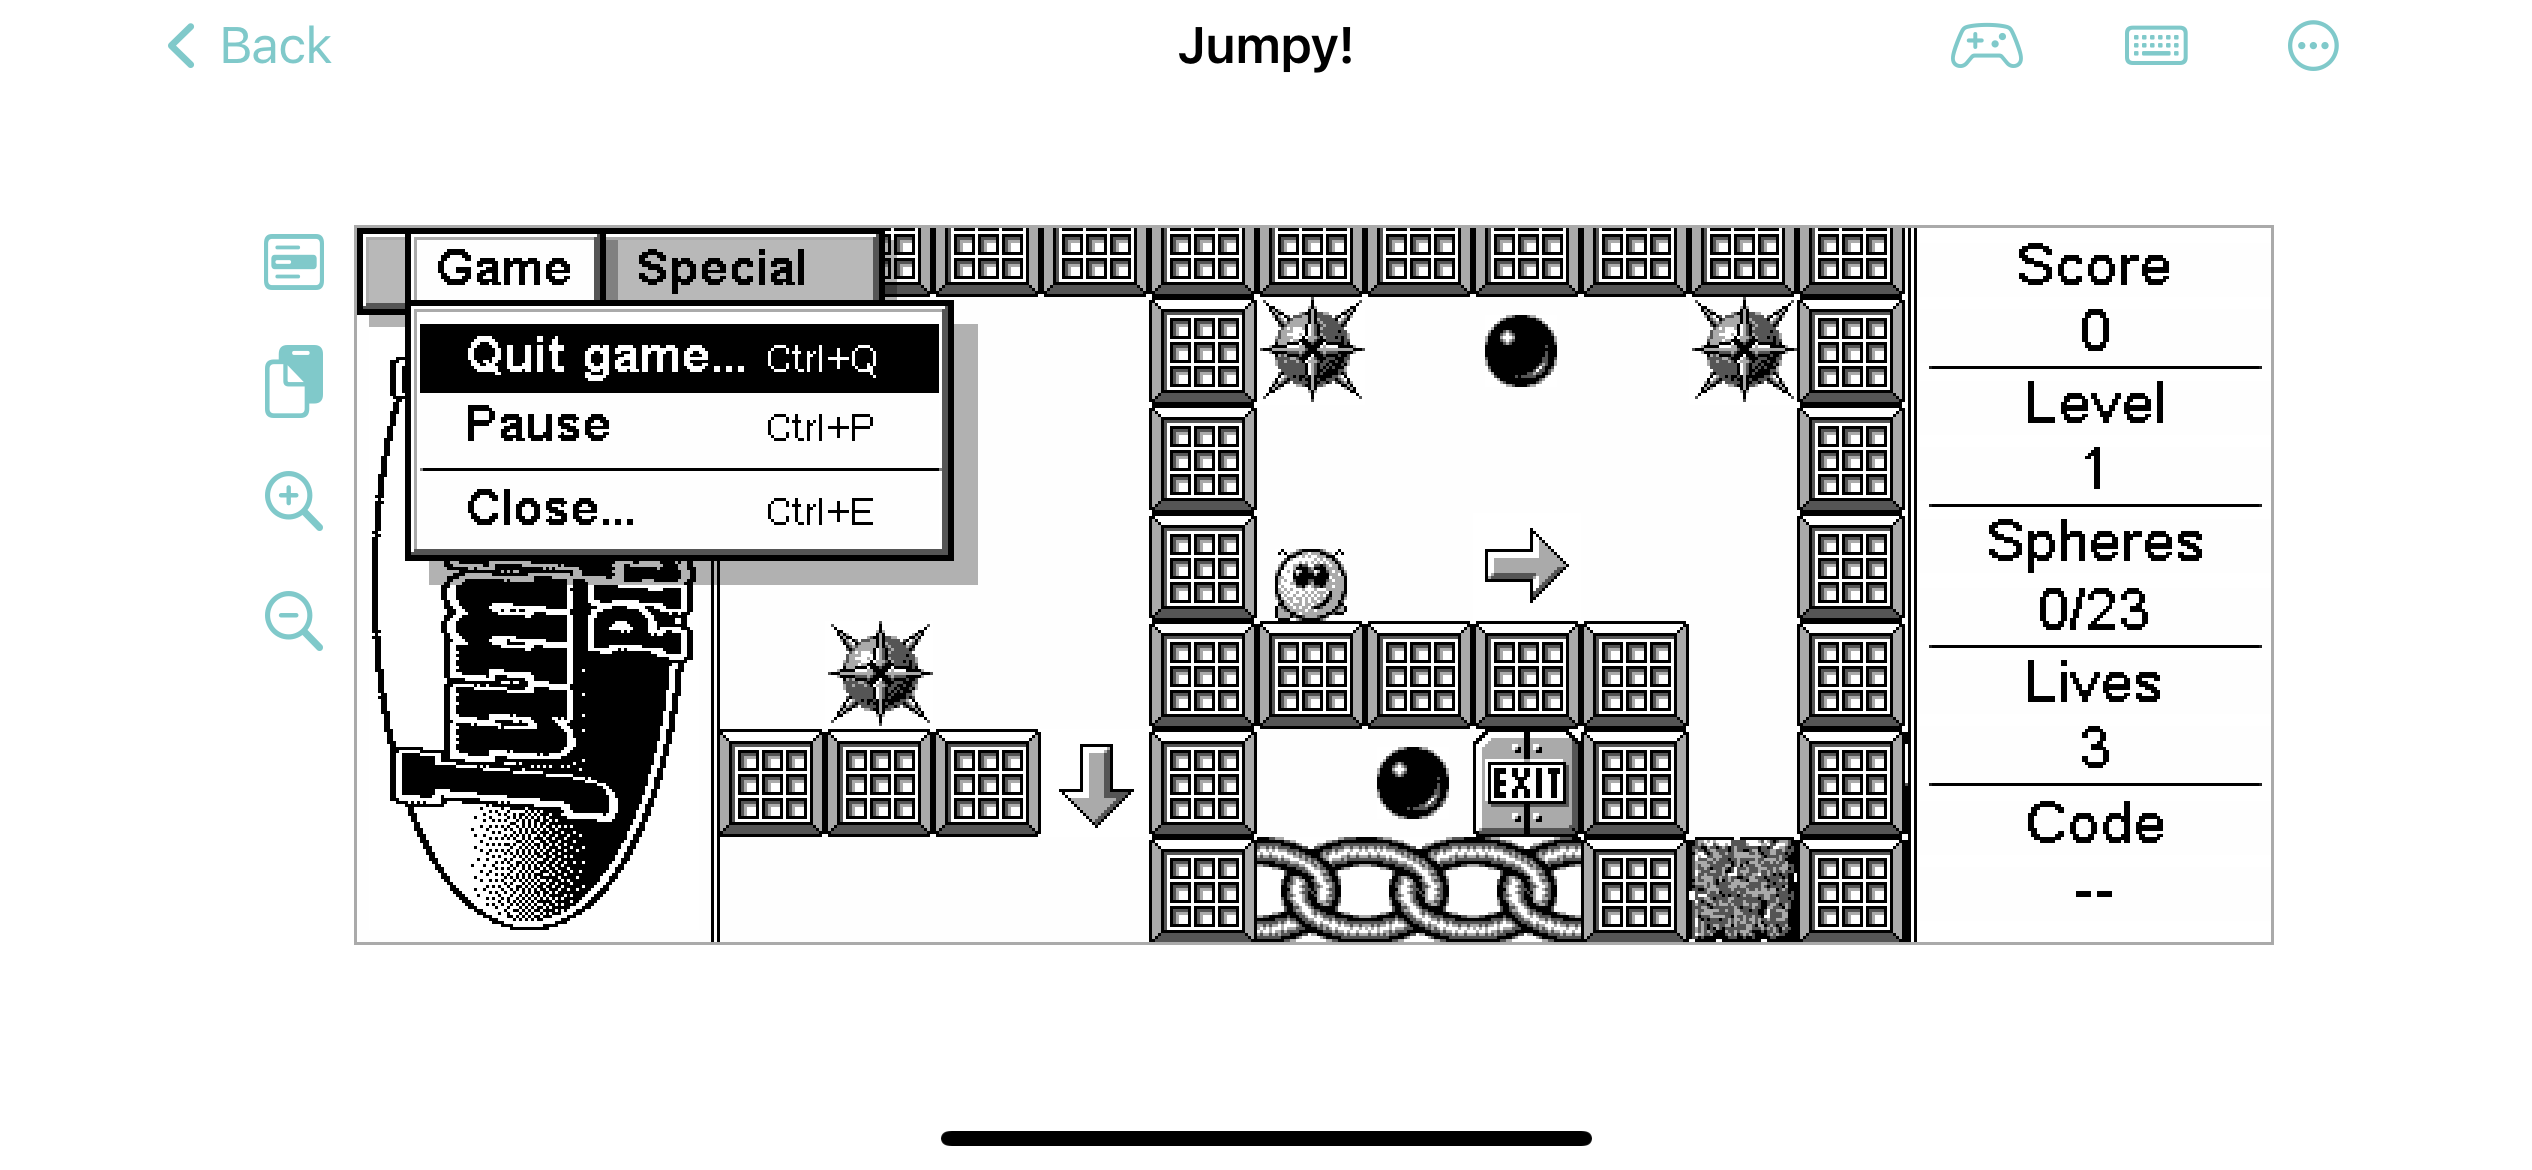 Back
Jumpy!
Game Special
Quit game... Ctrl+Q
Pause Ctrl+P
Close... Ctrl+E
EXIT
Score
0
Level
1
Spheres
0/23
Lives
3
Code
--